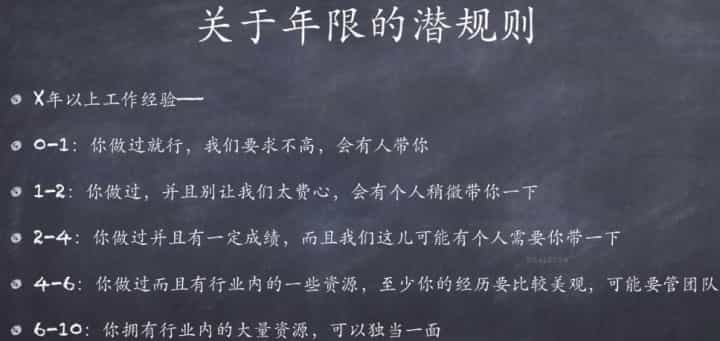 关于年限的潜规则
X年以上工作经验——
0-1：你做过就行，我们要求不高，会有人带你
1-2：你做过，并且别让我们太费心，会有个人稍微带你一下
2-4：你做过并且有一定成绩，而且我们这儿可能有个人需要你带一下
4-6：你做过而且有行业内的一些资源，至少你的经历要比较美观，可能要管团队
6-10：你拥有行业内的大量资源，可以独当一面